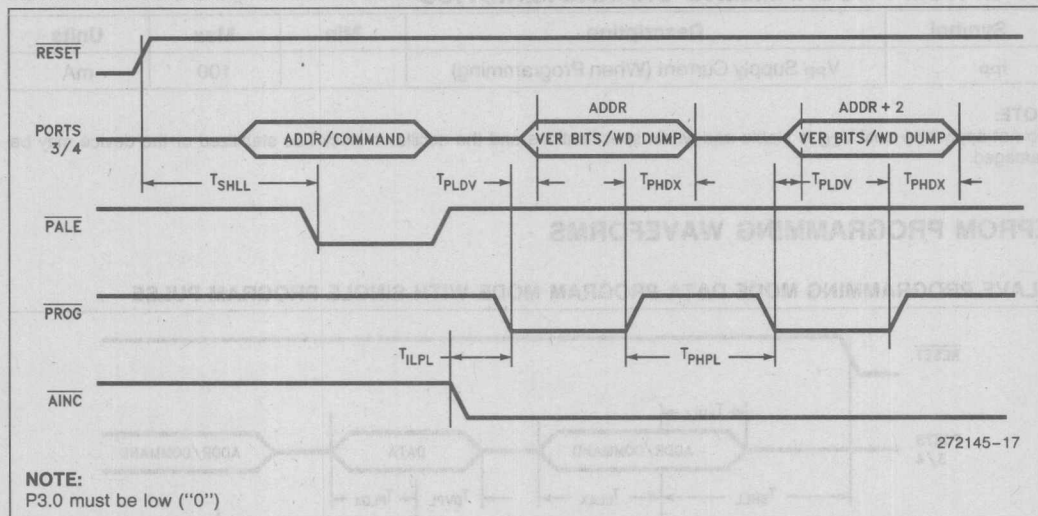 RESET
ADDR
ADDR + 2
PORTS
3/4
ADDR/COMMAND
VER BITS/WD DUMP
VER BITS/WD DUMP
TSHLL
TPLDV
TPHDX
TPLDV
TPHDX
PALE
PROG
TILPL
TPHPL
AINC
272145-17
NOTE:
P3.0 must be low ("0")